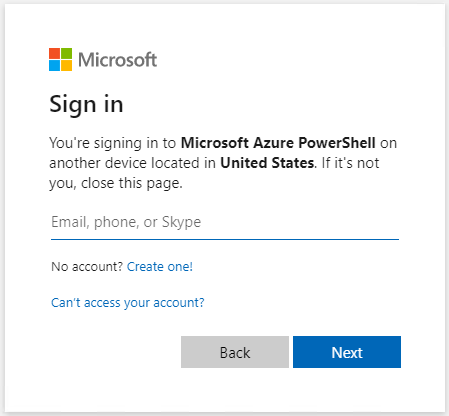 Microsoft
Sign in
You're signing in to Microsoft Azure PowerShell on
another device located in United States. If it's not
you, close this page.
Email, phone, or Skype
No account? Create one!
Can't access your account?
Back
Next